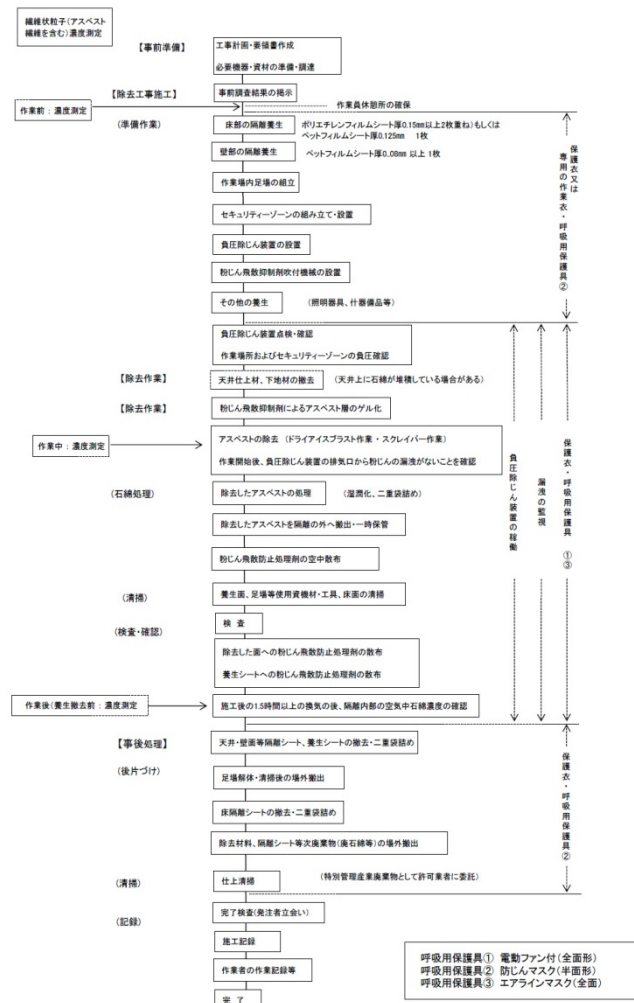 繊維状粒子(アスベスト
繊維を含む)濃度測定
【事前準備】
工事計画・要領書作成
必要機器・資材の準備・調達
【除去工事施工】
事前調査結果の掲示
作業前:濃度測定
作業員休憩所の確保
(準備作業)
床部の隔離養生
ポリエチレンフィルムシート厚0.15mm以上2枚重ね)もしくは
ペットフィルムシート厚0.125mm 1枚
壁部の隔離養生
ペットフィルムシート厚0.08mm 以上 1枚
作業場内足場の組立
セキュリティーゾーンの組み立て・設置
負圧除じん装置の設置
粉じん飛散抑制剤吹付機械の設置
その他の養生
(照明器具、什器備品等)
保護衣又は
専用の作業衣・呼吸用保護具②
負圧除じん装置点検・確認
作業場所およびセキュリティーゾーンの負圧確認
【除去作業】
天井仕上材、下地材の撤去
(天井上に石綿が堆積している場合がある)
【除去作業】
粉じん飛散抑制剤によるアスベスト層のゲル化
作業中:濃度測定
アスベストの除去 (ドライアイスブラスト作業・スクレイパー作業)
作業開始後、負圧除じん装置の排気口から粉じんの漏洩がないことを確認
(石綿処理)
除去したアスベストの処理
(湿潤化、二重袋詰め)
除去したアスベストを隔離の外へ搬出・一時保管
粉じん飛散防止処理剤の空中散布
(清掃)
養生面、足場等使用資機材・工具、床面の清掃
(検査・確認)
検 査
除去した面への粉じん飛散防止処理剤の散布
養生シートへの粉じん飛散防止処理剤の散布
作業後(養生撤去前:濃度測定
施工後の1.5時間以上の換気の後、隔離内部の空気中石綿濃度の確認
負圧除じん装置の稼働
漏洩の監視
保護衣・呼吸用保護具 ①③
【事後処理】
天井・壁面等隔離シート、養生シートの撤去・二重袋詰め
(後片づけ)
足場解体・清掃後の場外搬出
床隔離シートの撤去・二重袋詰め
除去材料、隔離シート等次廃棄物(廃石綿等)の場外搬出
(清掃)
仕上清掃
(特別管理産業廃棄物として許可業者に委託)
保護衣・呼吸用保護具②
(記録)
完了検査(発注者立会い)
施工記録
作業者の作業記録等
完 了
呼吸用保護具① 電動ファン付(全面形)
呼吸用保護具② 防じんマスク(半面形)
呼吸用保護具③ エアラインマスク(全面)